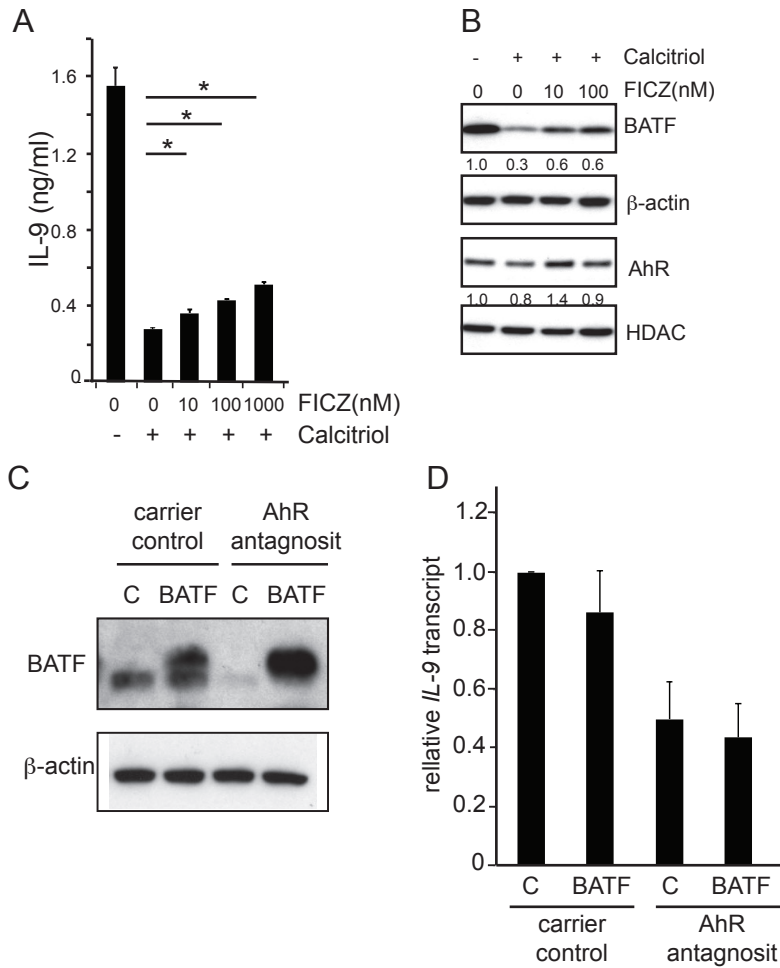 A
IL-9 (ng/ml)
1.6
1.2
0.8
0.4
0
*
*
*
0 0 10 100 1000 FICZ(nM)
- + + + + Calcitriol
B
- + + + Calcitriol
0 0 10 100 FICZ(nM)
BATF
1.0 0.3 0.6 0.6
β-actin
AhR
1.0 0.8 1.4 0.9
HDAC
C
carrier control
AhR antagnosit
C BATF C BATF
BATF
β-actin
D
rellative IL-9 transcript
1.2
1.0
0.8
0.6
0.4
0.2
0
C BATF C BATF
carrier control
AhR antagnosit